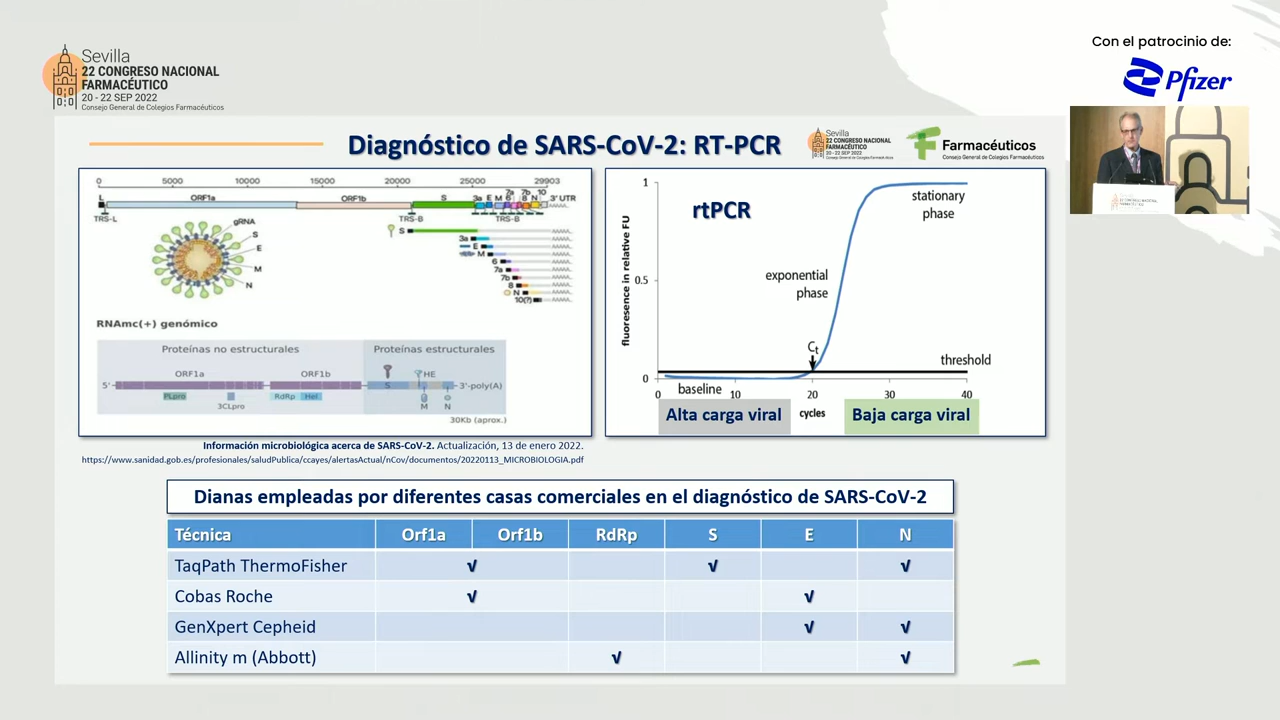 Sevilla
22 CONGRESO NACIONAL
FARMACÉUTICO
20 - 22 SEP 2022
Consejo General de Colegios Farmacéuticos
Con el patrocinio de:
Pfizer
Diagnóstico de SARS-CoV-2: RT-PCR
Sevilla
22 CONGRESO NACIONAL
FARMACÉUTICO
20 - 22 SEP 2022
Consejo General de Colegios Farmacéuticos
Farmacéuticos
Consejo General de Colegios Farmacéuticos
0 5000 10000 15000 20000 25000 29903
L ORF1a ORF1b S 3a E M 6 7a 7b 8 N 10 3' UTR
TRS-L TRS-B TRS-B
gRNA
S
E
M
N
S
3a
E
M
6
7a
7b
8
N
10(?)
RNAmc(+) genómico
Proteínas no estructurales Proteínas estructurales
ORF1a ORF1b HE
5' S 3'-poly(A)
PLpro RdRp Hel
3CLpro M N
30Kb (aprox.)
rtPCR
fluoresence in relative FU
1
0.5
0
stationary
phase
exponential
phase
Ct
threshold
baseline
0 10 20 30 40
Alta carga viral cycles Baja carga viral
Información microbiológica acerca de SARS-CoV-2. Actualización, 13 de enero 2022.
https://www.sanidad.gob.es/profesionales/saludPublica/ccayes/alertasActual/nCov/documentos/20220113_MICROBIOLOGIA.pdf
Dianas empleadas por diferentes casas comerciales en el diagnóstico de SARS-CoV-2
Técnica Orf1a Orf1b RdRp S E N
TaqPath ThermoFisher √ √ √
Cobas Roche √ √
GenXpert Cepheid √ √
Allinity m (Abbott) √ √